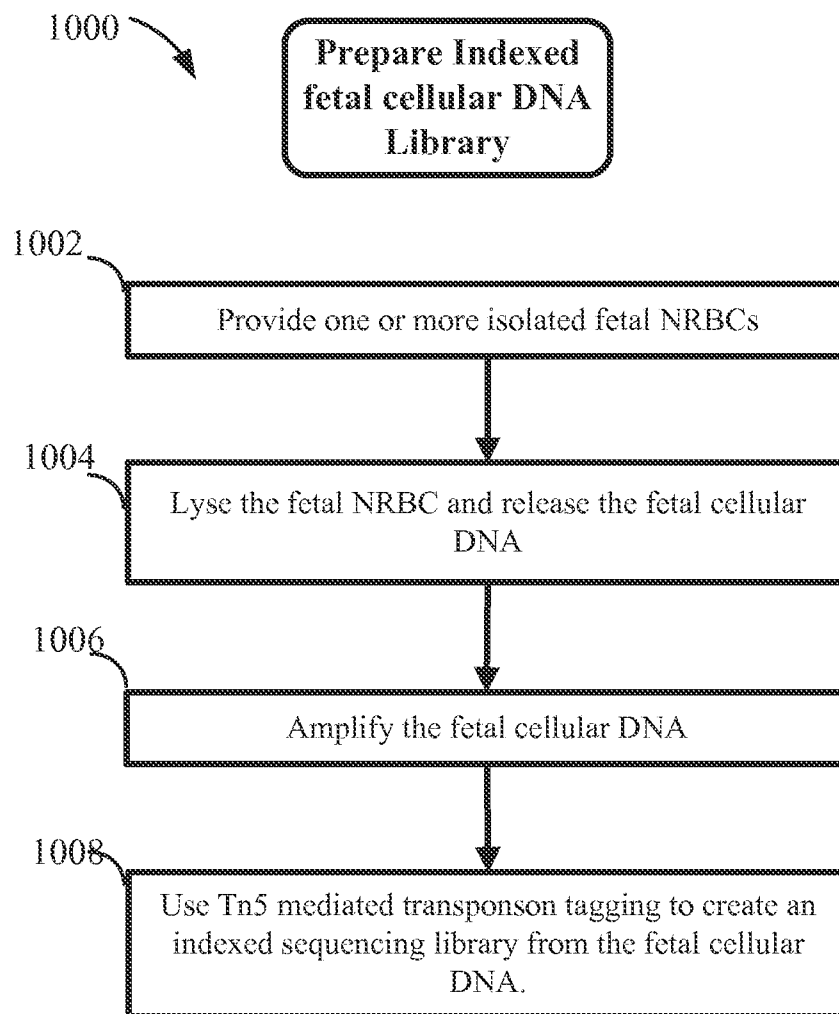 1000
Prepare Indexed
fetal cellular DNA
Library
1002
Provide one or more isolated fetal NRBCs
1004
Lyse the fetal NRBC and release the fetal cellular
DNA
1006
Amplify the fetal cellular DNA
1008
Use Tn5 mediated transponson tagging to create an
indexed sequencing library from the fetal cellular
DNA.